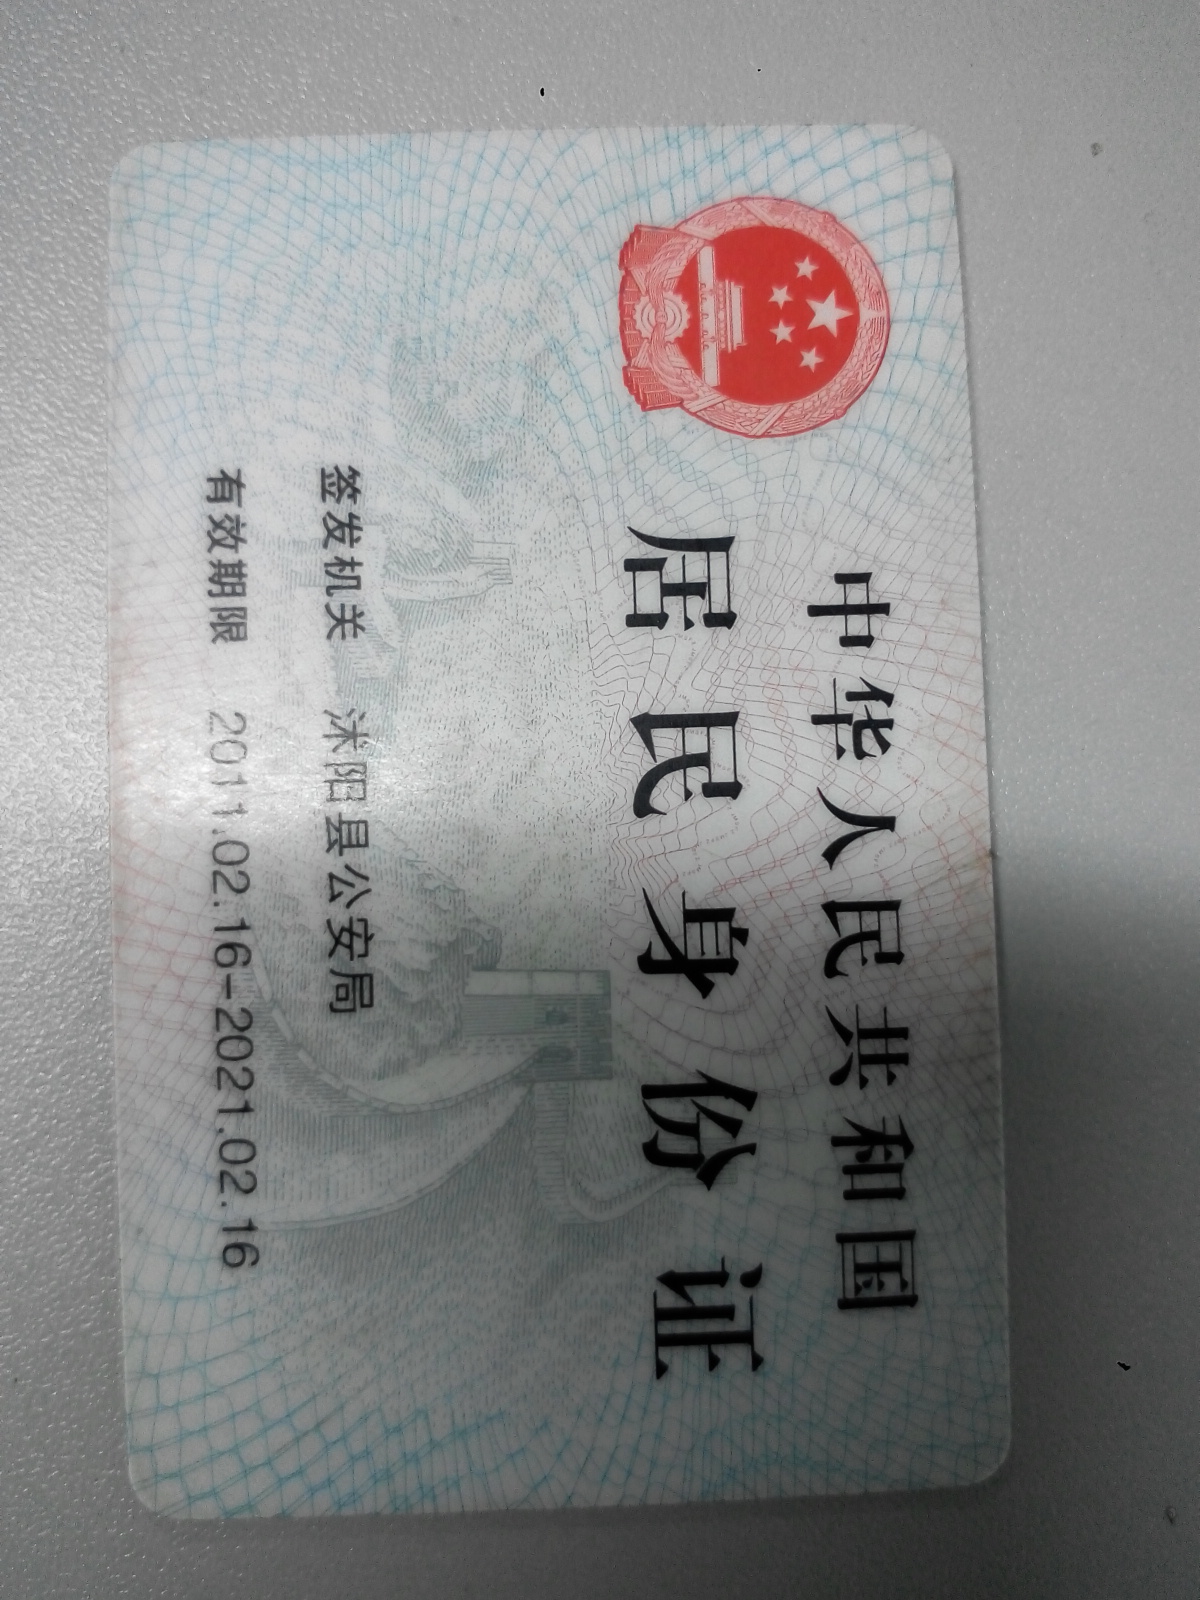 中华人民共和国
居民身份证
签发机关 沭阳县公安局
有效期限 2011.02.16-2021.02.16